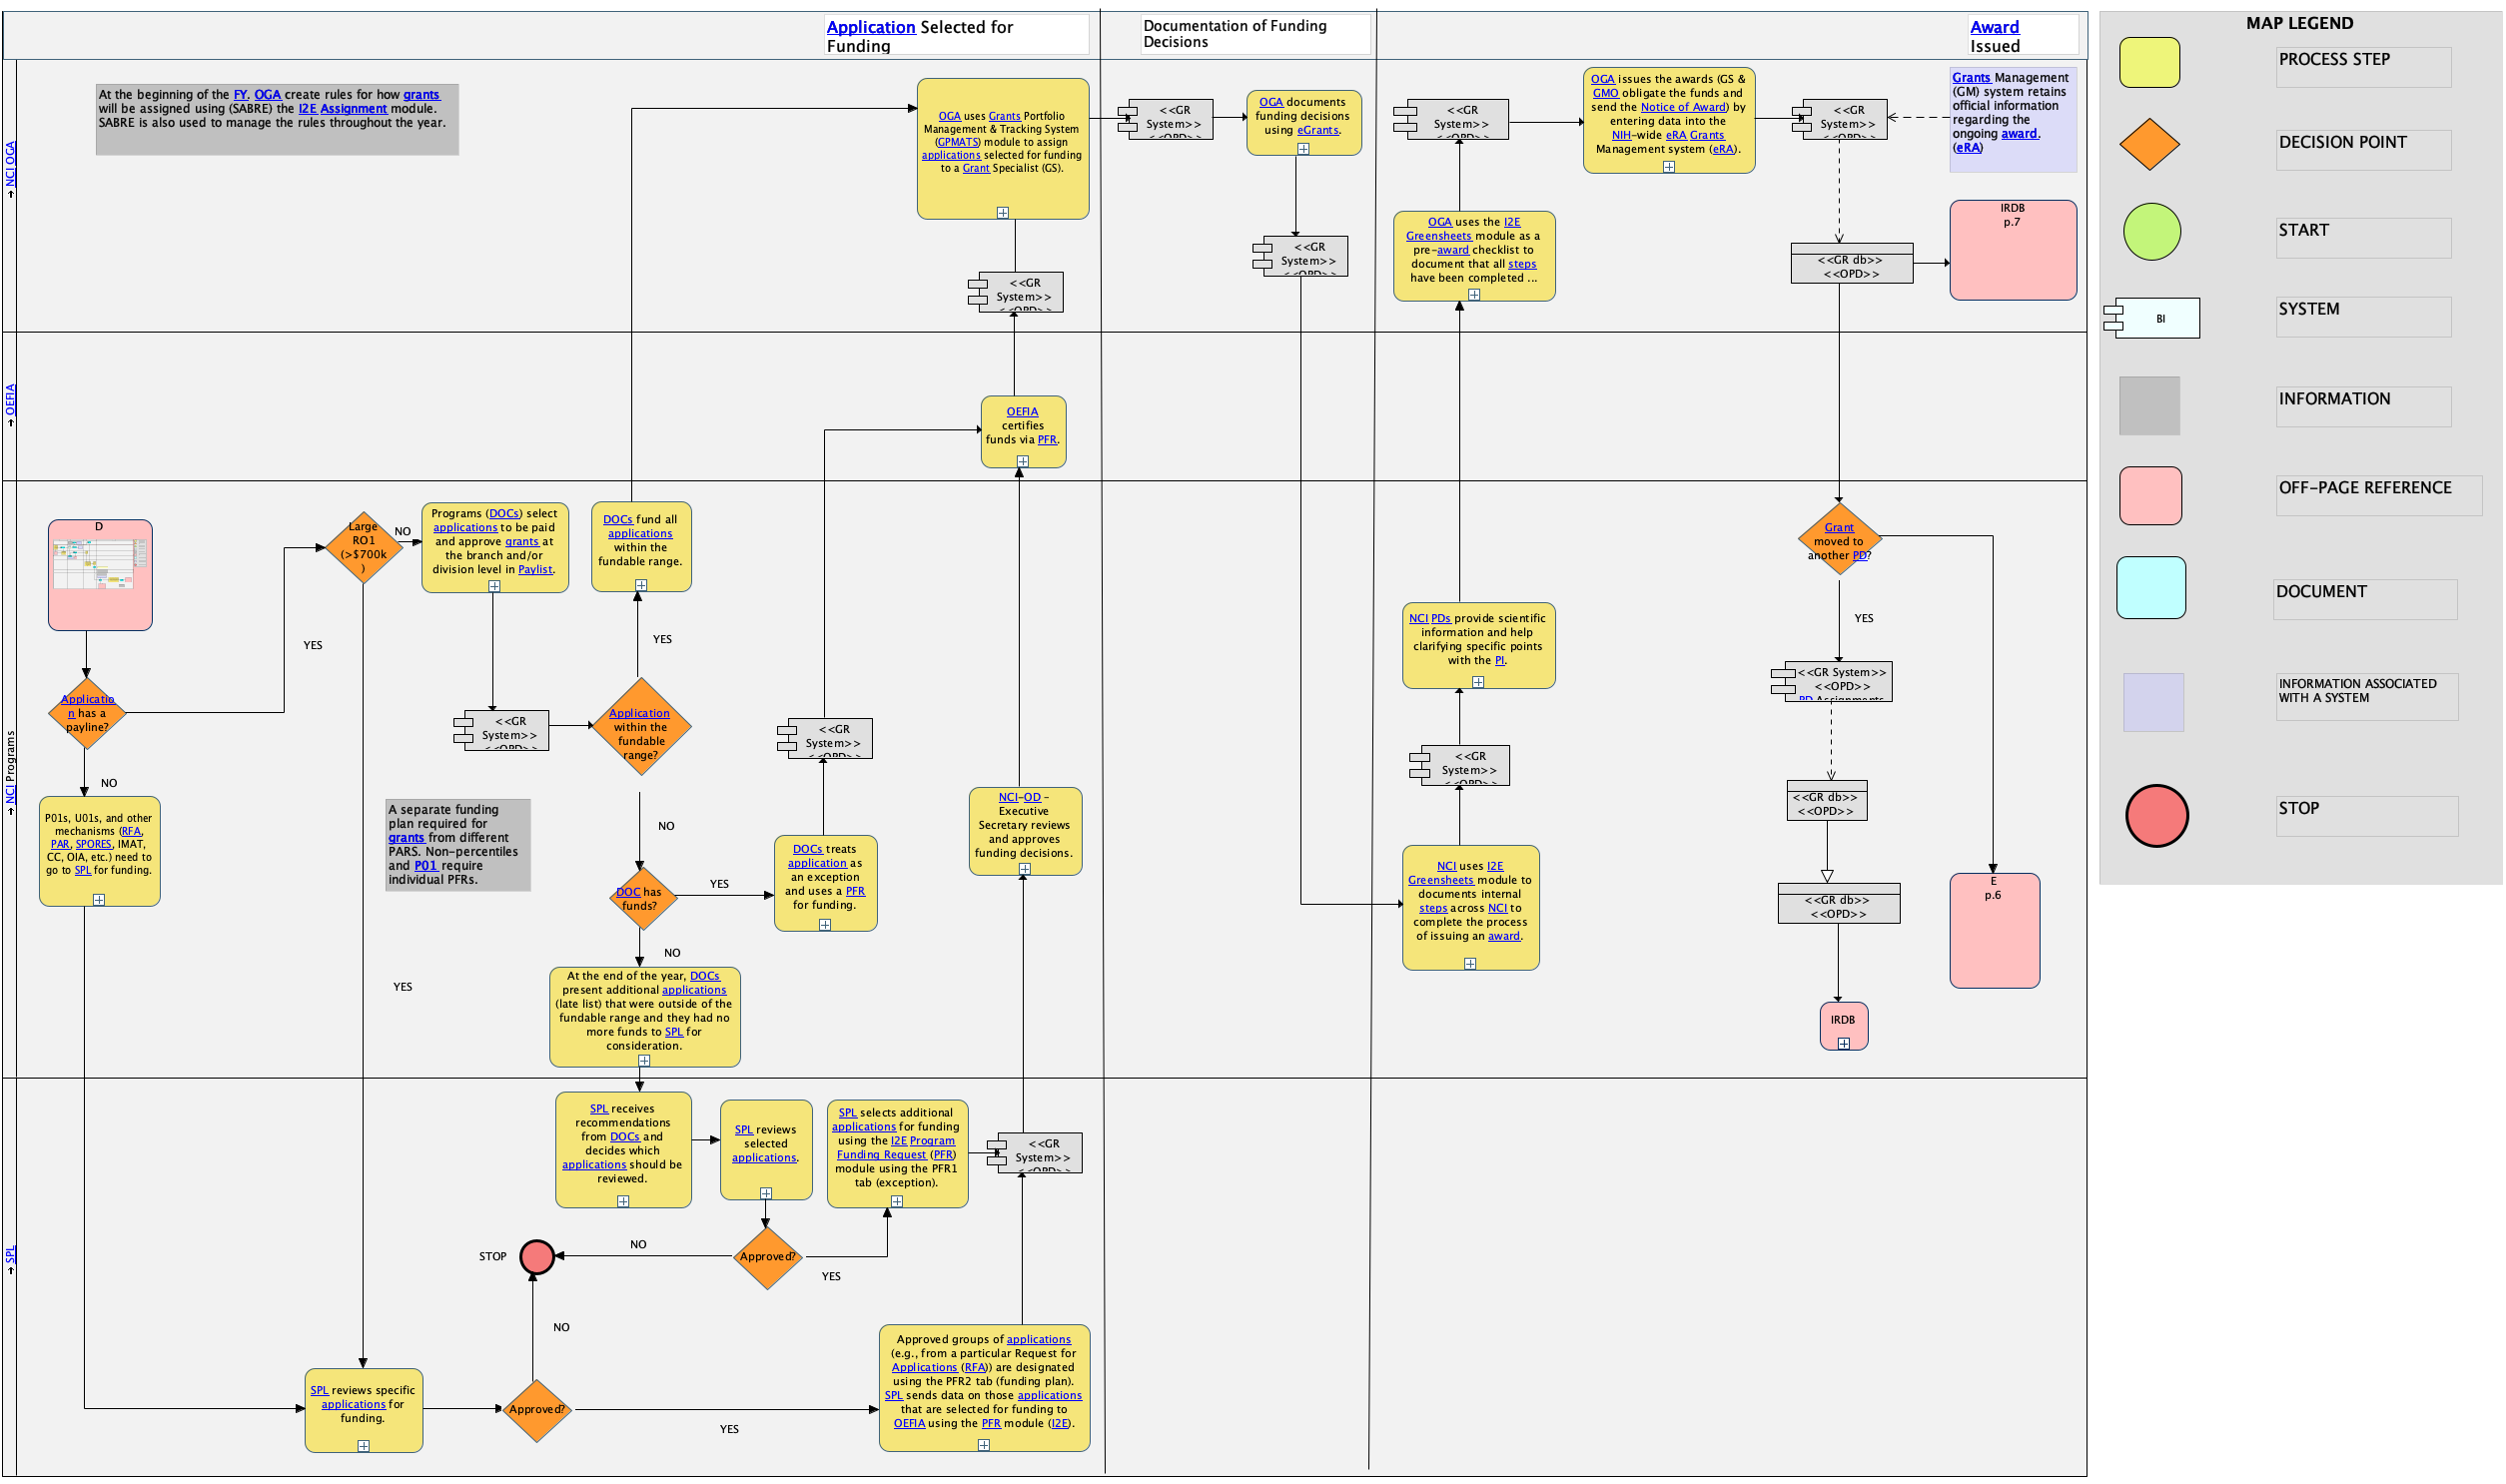 Application Selected for
Funding
Documentation of Funding
Decisions
Award
Issued
NCI OGA
At the beginning of the FY. OGA create rules for how grants
will be assigned using (SABRE) the I2E Assignment module.
SABRE is also used to manage the rules throughout the year.
OGA uses Grants Portfolio
Management & Tracking System
(GPMATS) module to assign
applications selected for funding
to a Grant Specialist (GS).
<<GR
System>>
<<OPD>>
<<GR
System>>
<<OPD>>
OGA documents
funding decisions
using eGrants.
<<GR
System>>
<<OPD>>
<<GR
System>>
<<OPD>>
OGA uses the I2E
Greensheets module as a
pre-award checklist to
document that all steps
have been completed ...
OGA issues the awards (GS &
GMO obligate the funds and
send the Notice of Award) by
entering data into the
NIH-wide eRA Grants
Management system (eRA).
<<GR
System>>
<<OPD>>
Grants Management
(GM) system retains
official information
regarding the
ongoing award.
(eRA)
<<GR db>>
<<OPD>>
IRDB
p.7
OEFIA
OEFIA
certifies
funds via PFR.
NCI Programs
D
Application has a
payline?
YES
NO
P01s, U01s, and other
mechanisms (RFA,
PAR, SPORES, IMAT,
CC, OIA, etc.) need to
go to SPL for funding.
Large
RO1
(>$700k
)
NO
YES
Programs (DOCs) select
applications to be paid
and approve grants at
the branch and/or
division level in Paylist.
<<GR
System>>
<<OPD>>
DOCs fund all
applications
within the
fundable range.
YES
Application
within the
fundable
range?
NO
A separate funding
plan required for
grants from different
PARS. Non-percentiles
and P01 require
individual PFRs.
DOC has
funds?
YES
NO
DOCs treats
application as
an exception
and uses a PFR
for funding.
<<GR
System>>
<<OPD>>
At the end of the year, DOCs
present additional applications
(late list) that were outside of the
fundable range and they had no
more funds to SPL for
consideration.
NCI-OD -
Executive
Secretary reviews
and approves
funding decisions.
NCI PDs provide scientific
information and help
clarifying specific points
with the PI.
<<GR
System>>
<<OPD>>
NCI uses I2E
Greensheets module to
documents internal
steps across NCI to
complete the process
of issuing an award.
Grant
moved to
another PD?
YES
<<GR System>>
<<OPD>>
PD Assignments
<<GR db>>
<<OPD>>
<<GR db>>
<<OPD>>
IRDB
E
p.6
SPL
SPL receives
recommendations
from DOCs and
decides which
applications should be
reviewed.
SPL reviews
selected
applications.
SPL selects additional
applications for funding
using the I2E Program
Funding Request (PFR)
module using the PFR1
tab (exception).
<<GR
System>>
<<OPD>>
STOP
NO
Approved?
YES
NO
SPL reviews specific
applications for
funding.
Approved?
YES
Approved groups of applications
(e.g., from a particular Request for
Applications (RFA)) are designated
using the PFR2 tab (funding plan).
SPL sends data on those applications
that are selected for funding to
OEFIA using the PFR module (I2E).
MAP LEGEND
PROCESS STEP
DECISION POINT
START
BI
SYSTEM
INFORMATION
OFF-PAGE REFERENCE
DOCUMENT
INFORMATION ASSOCIATED
WITH A SYSTEM
STOP